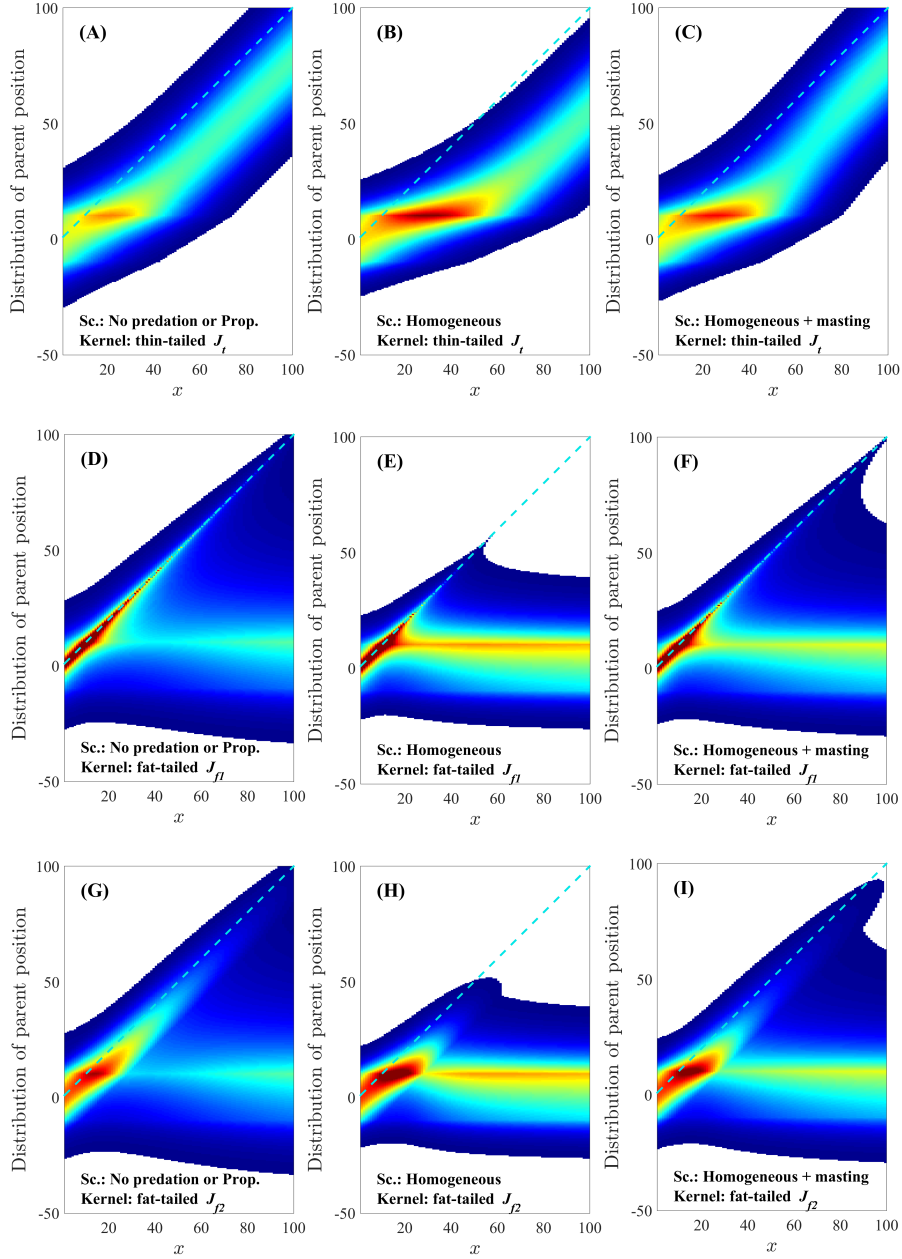 (A)
Distribution of parent position
100
50
0
-50
Sc.: No predation or Prop.
Kernel: thin-tailed J_t
20 40 60 80 100
x
(B)
Distribution of parent position
100
50
0
-50
Sc.: Homogeneous
Kernel: thin-tailed J_t
0 20 40 60 80 100
x
(C)
Distribution of parent position
100
50
0
-50
Sc.: Homogeneous + masting
Kernel: thin-tailed J_t
20 40 60 80 100
x
(D)
Distribution of parent position
100
50
0
-50
Sc.: No predation or Prop.
Kernel: fat-tailed J_f1
20 40 60 80 100
x
(E)
Distribution of parent position
100
50
0
-50
Sc.: Homogeneous
Kernel: fat-tailed J_f1
20 40 60 80 100
x
(F)
Distribution of parent position
100
50
0
-50
Sc.: Homogeneous + masting
Kernel: fat-tailed J_f1
20 40 60 80 100
x
(G)
Distribution of parent position
100
50
0
-50
Sc.: No predation or Prop.
Kernel: fat-tailed J_f2
20 40 60 80 100
x
(H)
Distribution of parent position
100
50
0
-50
Sc.: Homogeneous
Kernel: fat-tailed J_f2
20 40 60 80 100
x
(I)
Distribution of parent position
100
50
0
-50
Sc.: Homogeneous + masting
Kernel: fat-tailed J_f2
20 40 60 80 100
x